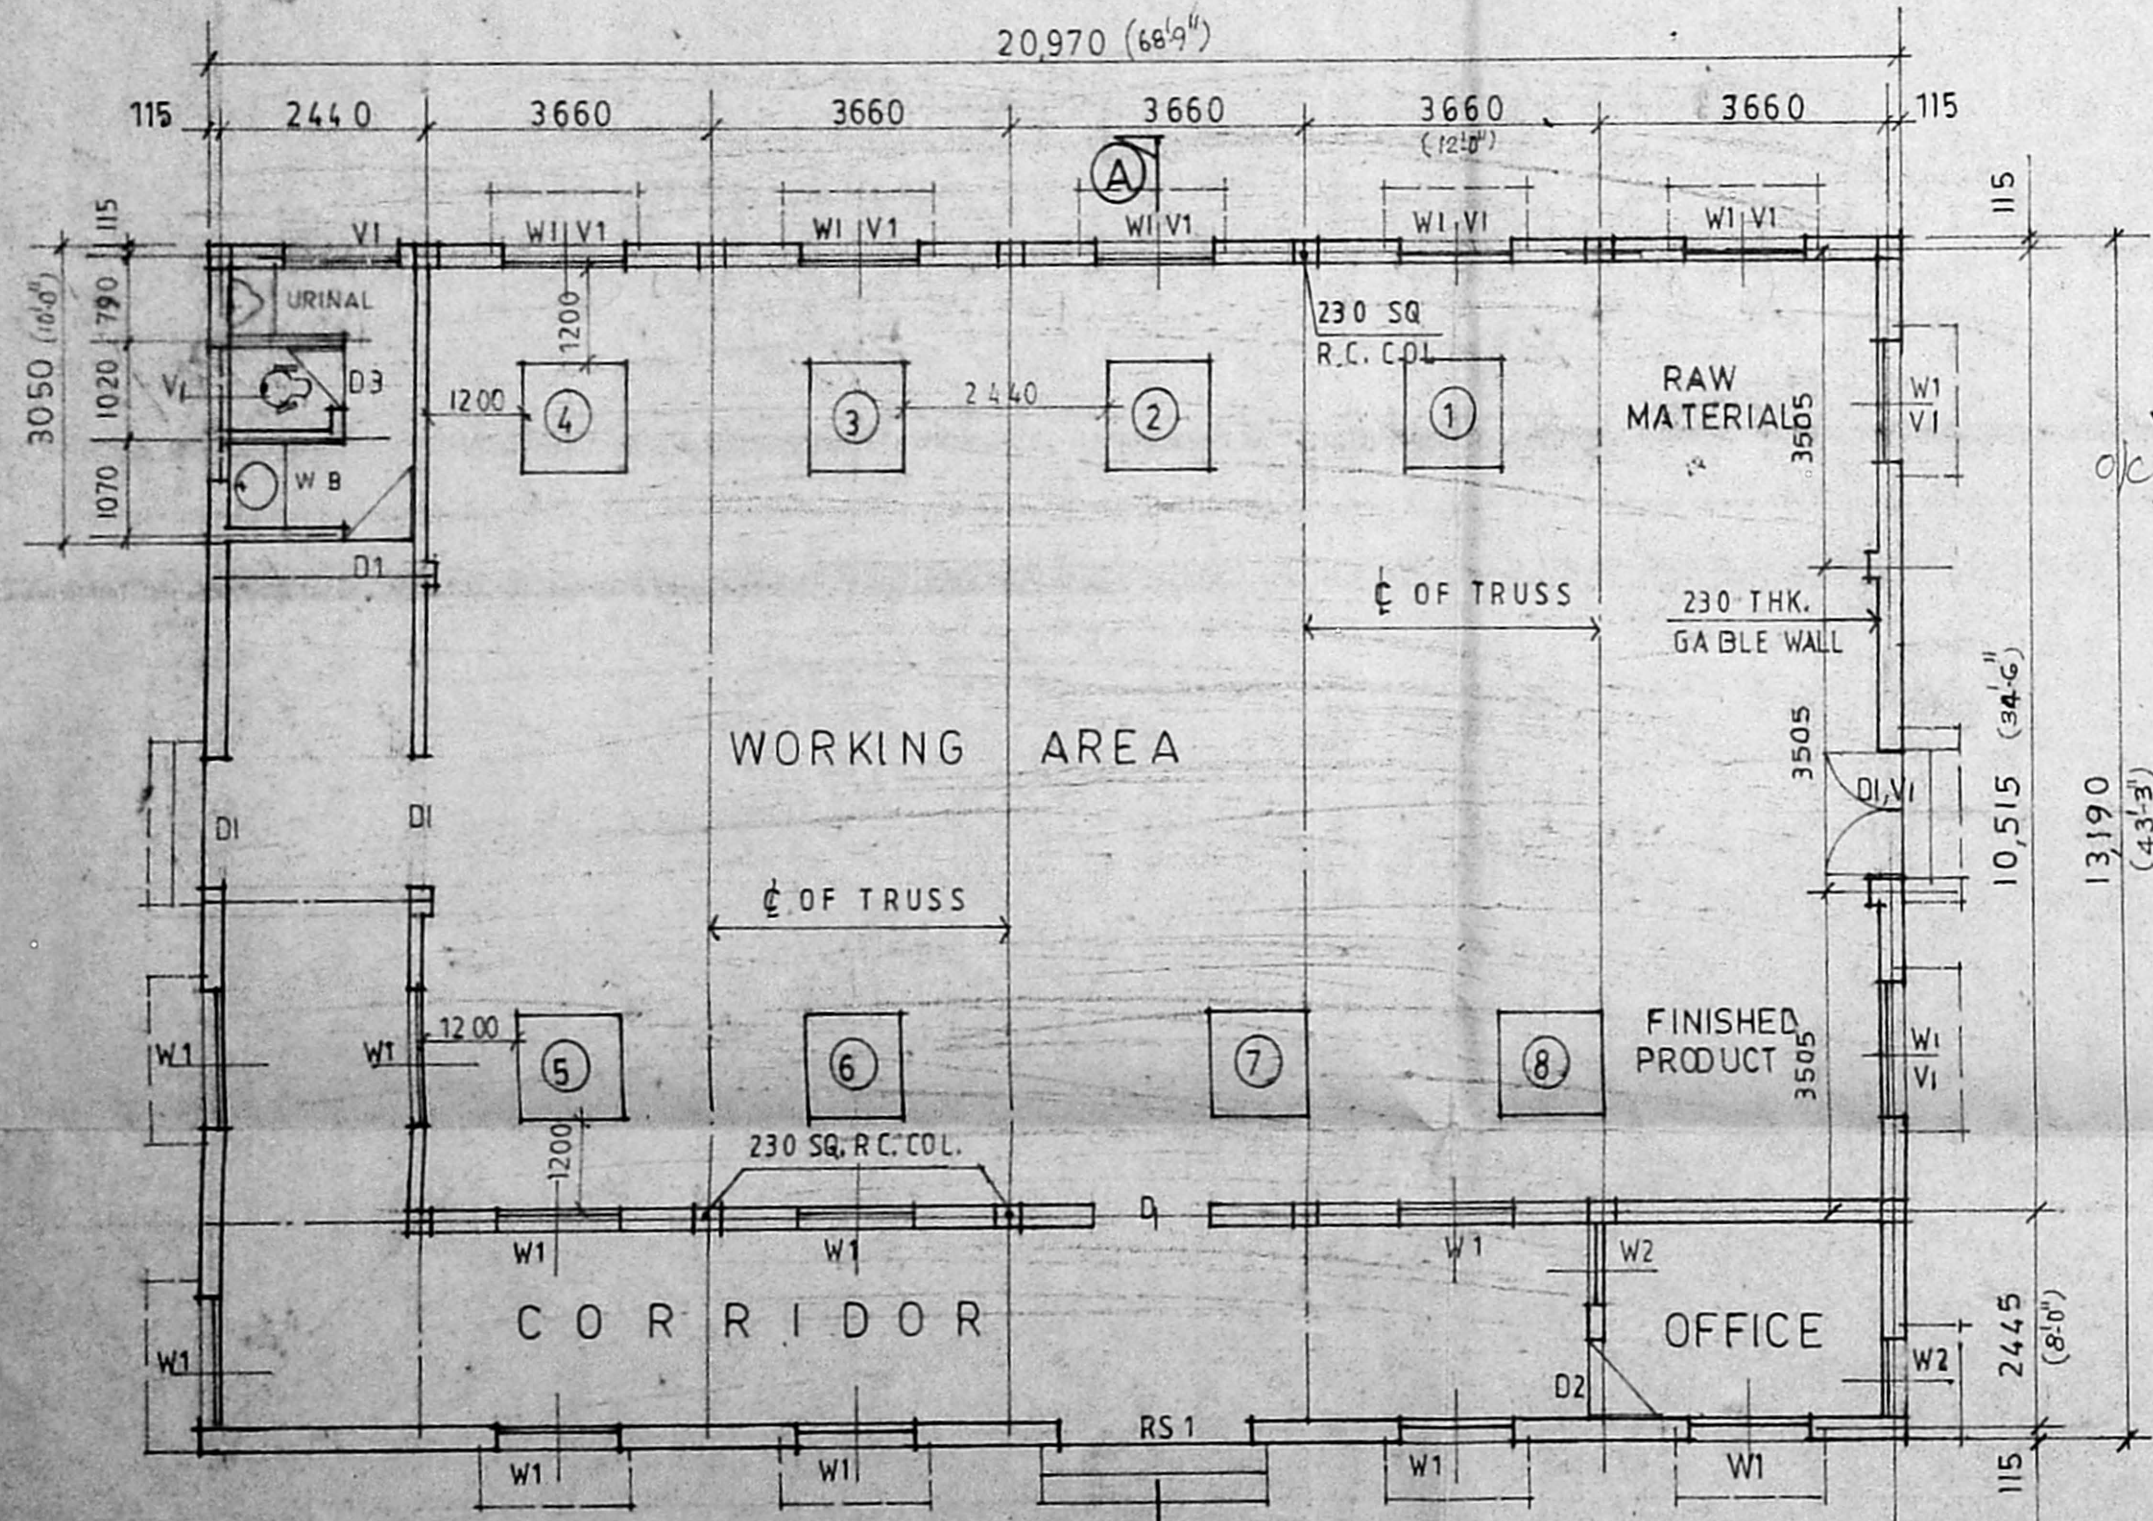 20,970 (68'-9")
115 2440 3660 3660 3660 3660 3660 115
(12'-0")
A
115 V1 W1 V1 W1 V1 W1 V1 W1 V1 W1 V1 115
3050 (10'-0")
790 URINAL
1020 V1 D3
1070 W B
D1
1200
1200
4 3 2440 2 1
230 SQ
R.C. COL
RAW
MATERIAL
3505
W1
V1
O/C
₵ OF TRUSS
230 THK.
GABLE WALL
WORKING AREA
3505
D1,V1
10,515 (34'-6")
13,190
(43'-3")
D1 D1
₵ OF TRUSS
W1 W1 1200
5 6 7 8
FINISHED
PRODUCT
3505
W1
V1
1200
230 SQ. R C. COL.
D1
W1 W1 W1 W2
CORRIDOR
OFFICE
2445
(8'-0")
W1 D2 W2
RS 1
W1 W1 W1 W1
115